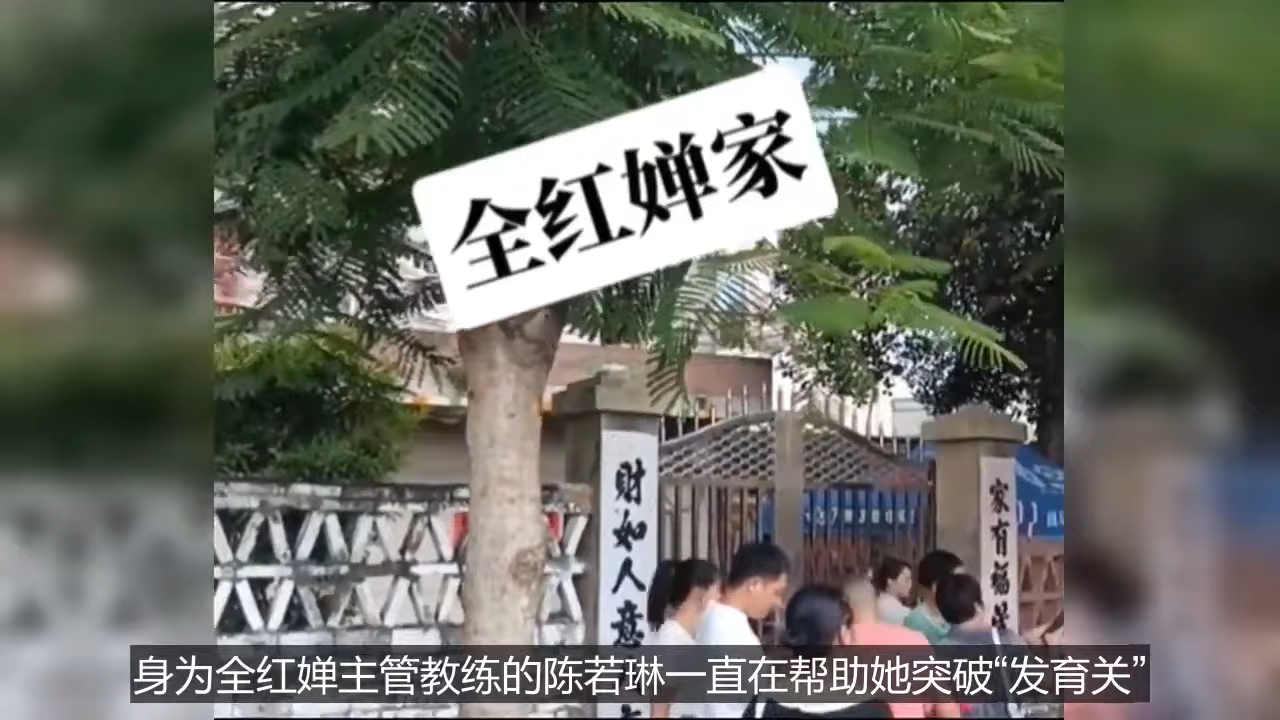 全红婵家
财如人意
家有福
身为全红婵主管教练的陈若琳一直在帮助她突破“发育关”